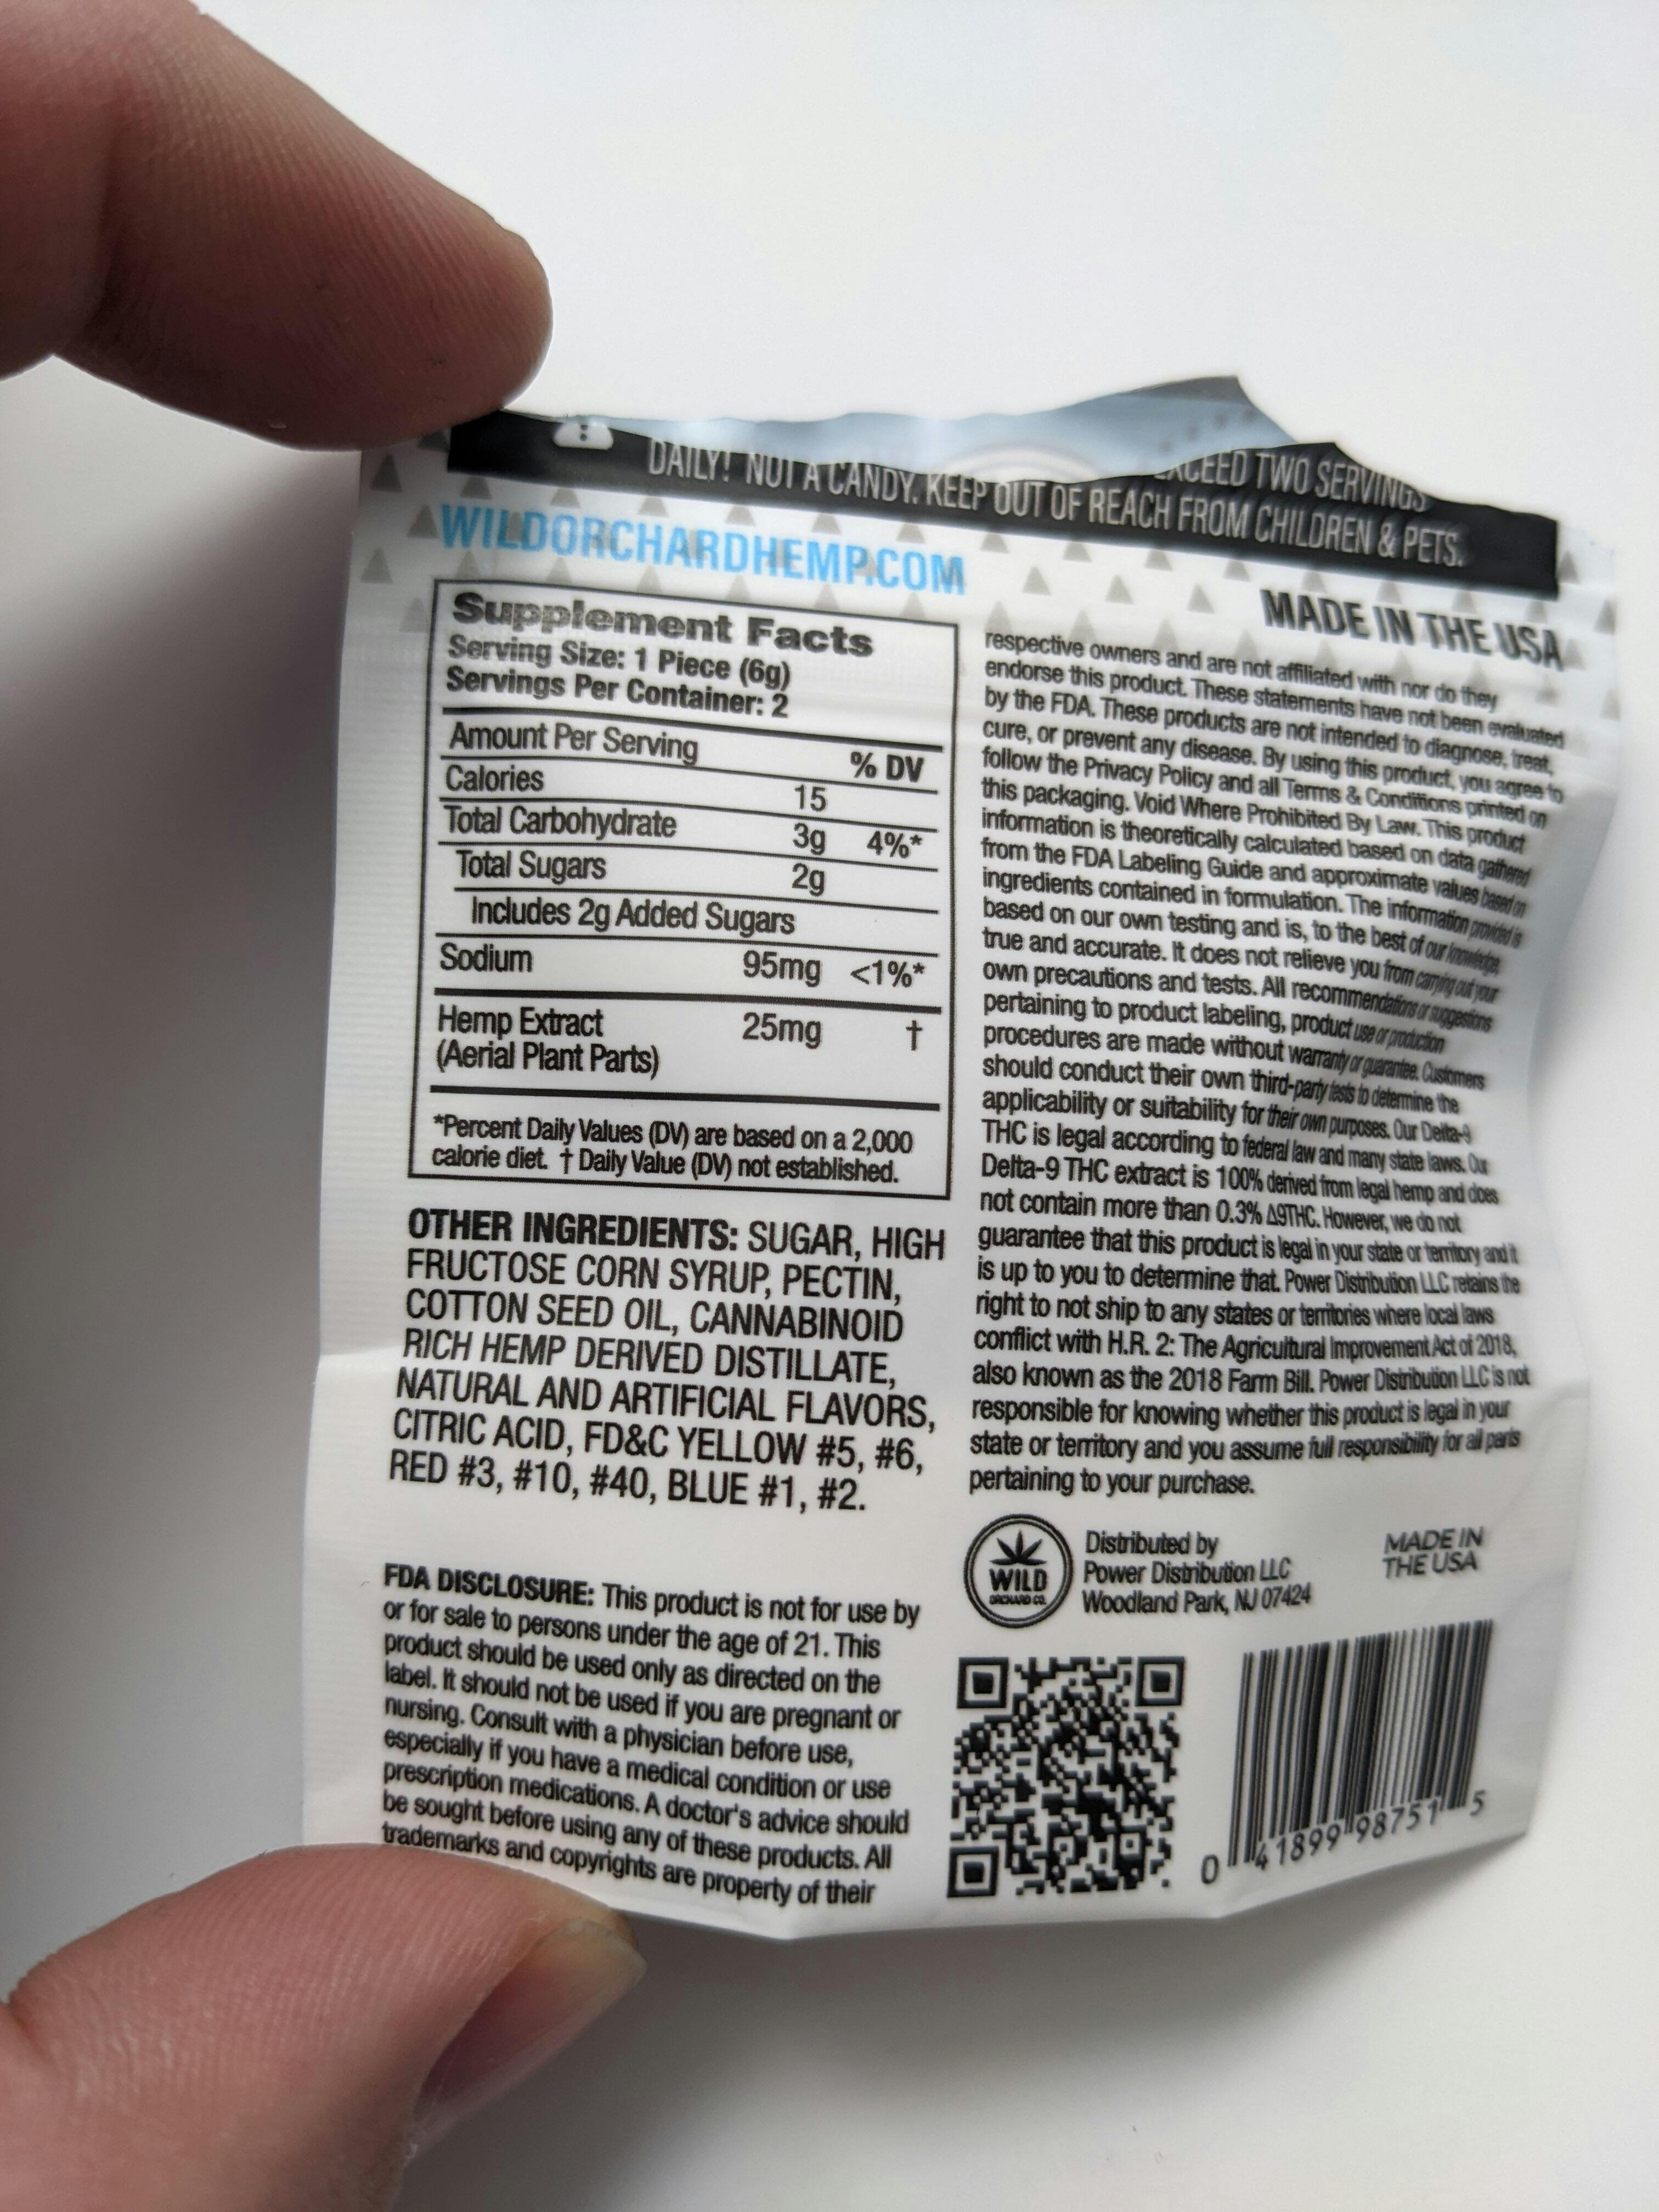 XCEED TWO SERVINGS
DAILY! NOT A CANDY. KEEP OUT OF REACH FROM CHILDREN & PETS.
WILDORCHARDHEMP.COM
MADE IN THE USA
Supplement Facts
Serving Size: 1 Piece (6g)
Servings Per Container: 2
Amount Per Serving % DV
Calories 15
Total Carbohydrate 3g 4%*
Total Sugars 2g
Includes 2g Added Sugars
Sodium 95mg <1%*
Hemp Extract 25mg †
(Aerial Plant Parts)
*Percent Daily Values (DV) are based on a 2,000
calorie diet. † Daily Value (DV) not established.
OTHER INGREDIENTS: SUGAR, HIGH
FRUCTOSE CORN SYRUP, PECTIN,
COTTON SEED OIL, CANNABINOID
RICH HEMP DERIVED DISTILLATE,
NATURAL AND ARTIFICIAL FLAVORS,
CITRIC ACID, FD&C YELLOW #5, #6,
RED #3, #10, #40, BLUE #1, #2.
FDA DISCLOSURE: This product is not for use by
or for sale to persons under the age of 21. This
product should be used only as directed on the
label. It should not be used if you are pregnant or
nursing. Consult with a physician before use,
especially if you have a medical condition or use
prescription medications. A doctor's advice should
be sought before using any of these products. All
trademarks and copyrights are property of their
respective owners and are not affiliated with nor do they
endorse this product. These statements have not been evaluated
by the FDA. These products are not intended to diagnose, treat,
cure, or prevent any disease. By using this product, you agree to
follow the Privacy Policy and all Terms & Conditions printed on
this packaging. Void Where Prohibited By Law. This product
information is theoretically calculated based on data gathered
from the FDA Labeling Guide and approximate values based on
ingredients contained in formulation. The information provided is
based on our own testing and is, to the best of our knowledge,
true and accurate. It does not relieve you from carrying out your
own precautions and tests. All recommendations or suggestions
pertaining to product labeling, product use or production
procedures are made without warranty or guarantee. Customers
should conduct their own third-party tests to determine the
applicability or suitability for their own purposes. Our Delta-9
THC is legal according to federal law and many state laws. Our
Delta-9 THC extract is 100% derived from legal hemp and does
not contain more than 0.3% Δ9THC. However, we do not
guarantee that this product is legal in your state or territory and it
is up to you to determine that. Power Distribution LLC retains the
right to not ship to any states or territories where local laws
conflict with H.R. 2: The Agricultural Improvement Act of 2018,
also known as the 2018 Farm Bill. Power Distribution LLC is not
responsible for knowing whether this product is legal in your
state or territory and you assume full responsibility for all parts
pertaining to your purchase.
WILD
ORCHARD CO.
Distributed by
Power Distribution LLC
Woodland Park, NJ 07424
MADE IN
THE USA
0 41899 98751 5